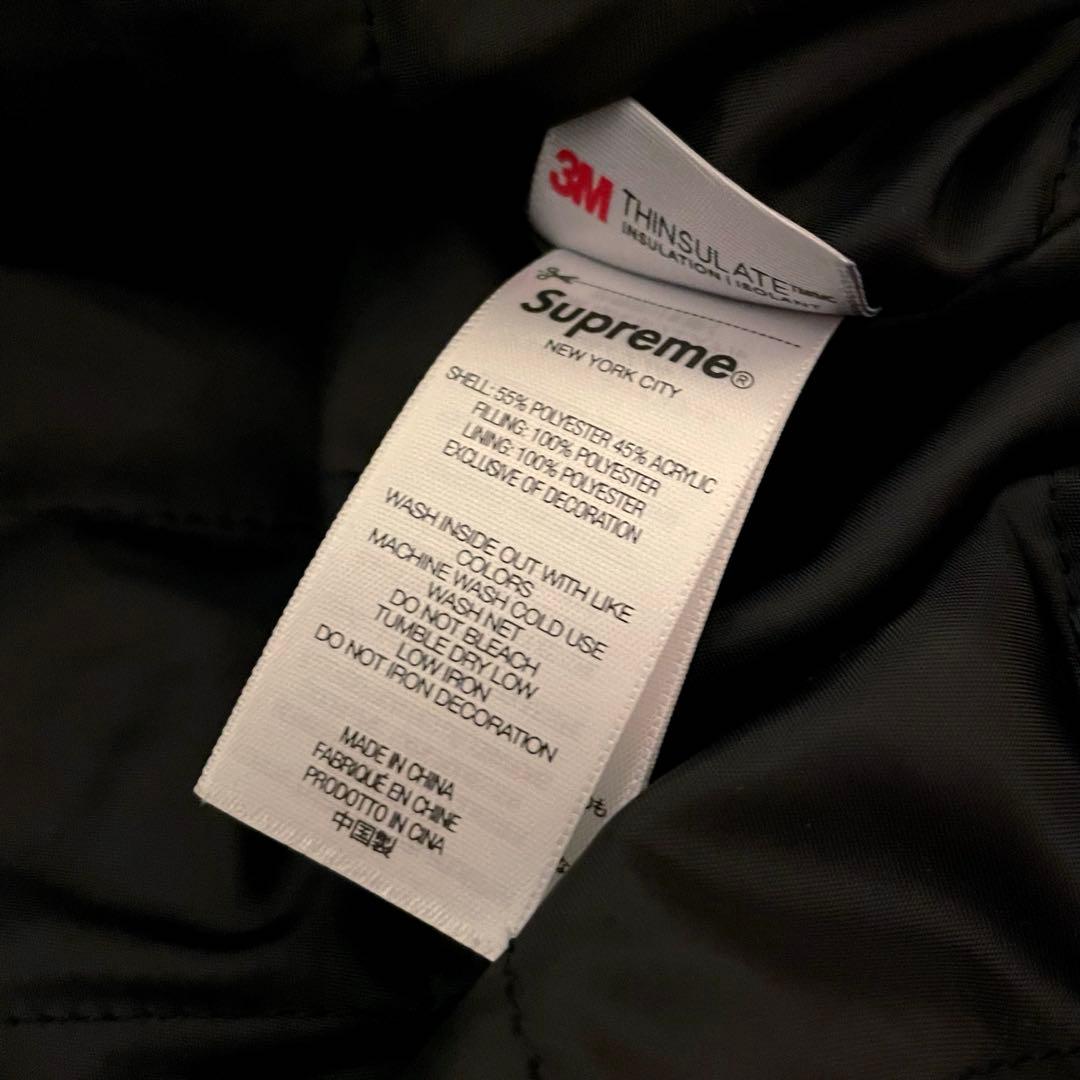 3M THINSULATE
INSULATION | ISOLANT
Supreme®
NEW YORK CITY
SHELL: 55% POLYESTER 45% ACRYLIC
FILLING: 100% POLYESTER
LINING: 100% POLYESTER
EXCLUSIVE OF DECORATION
WASH INSIDE OUT WITH LIKE
COLORS
MACHINE WASH COLD USE
WASH NET
DO NOT BLEACH
TUMBLE DRY LOW
LOW IRON
DO NOT IRON DECORATION
MADE IN CHINA
FABRIQUÉ EN CHINE
PRODOTTO IN CINA
中国製